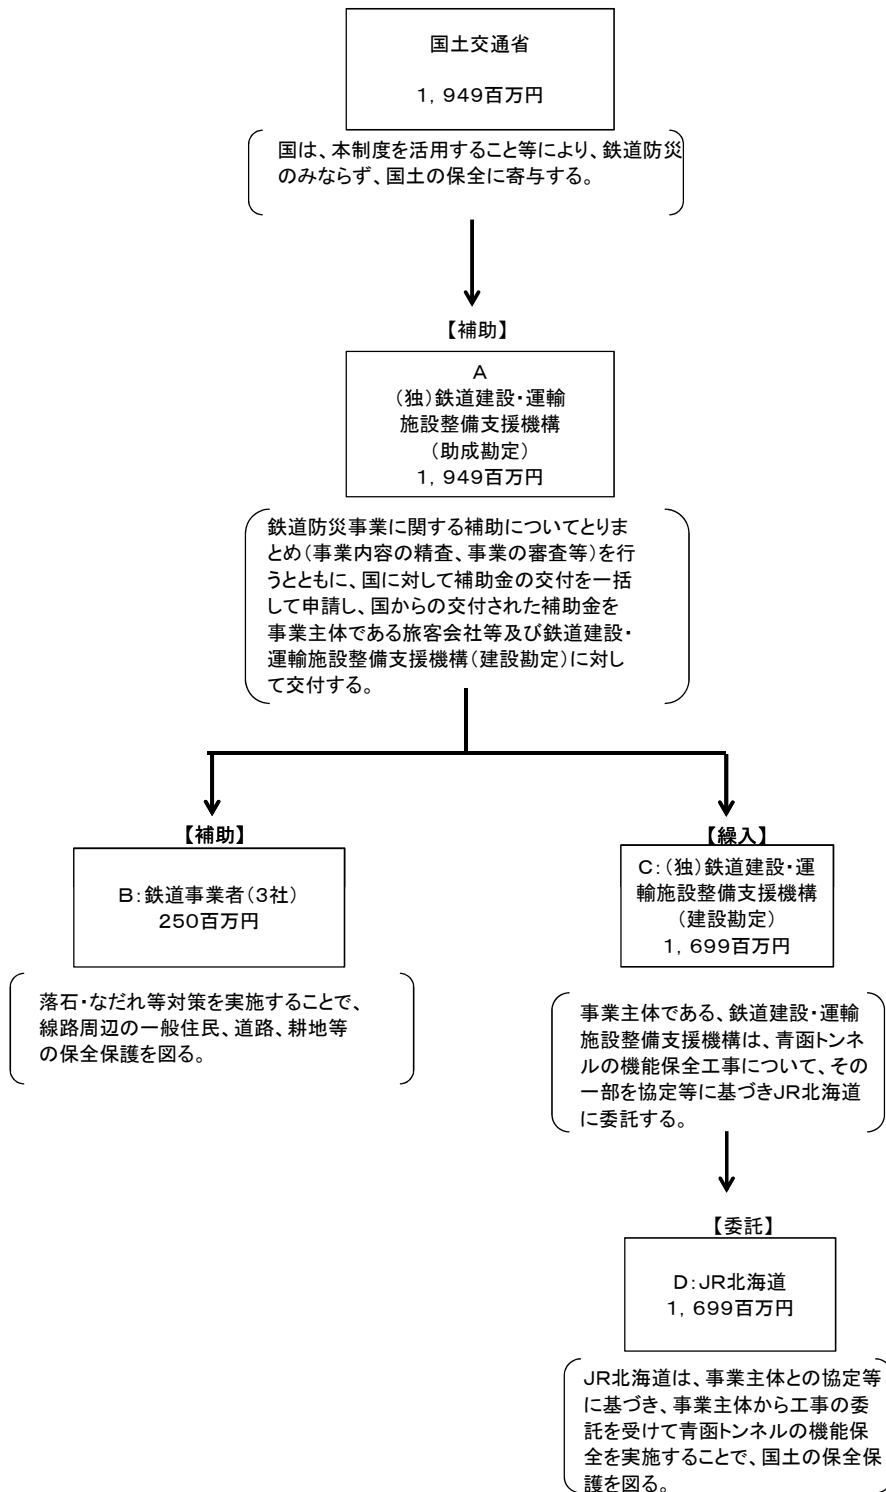 国土交通省
1,949百万円
国は、本制度を活用すること等により、鉄道防災
のみならず、国土の保全に寄与する。
【補助】
A
(独)鉄道建設・運輸
施設整備支援機構
(助成勘定)
1,949百万円
鉄道防災事業に関する補助についてとりま
とめ(事業内容の精査、事業の審査等)を行
うとともに、国に対して補助金の交付を一括
して申請し、国からの交付された補助金を
事業主体である旅客会社等及び鉄道建設・
運輸施設整備支援機構(建設勘定)に対し
て交付する。
【補助】
B:鉄道事業者(3社)
250百万円
落石・なだれ等対策を実施することで、
線路周辺の一般住民、道路、耕地等
の保全保護を図る。
【繰入】
C:(独)鉄道建設・運
輸施設整備支援機構
(建設勘定)
1,699百万円
事業主体である、鉄道建設・運輸
施設整備支援機構は、青函トンネ
ルの機能保全工事について、その
一部を協定等に基づきJR北海道
に委託する。
【委託】
D:JR北海道
1,699百万円
JR北海道は、事業主体との協定等
に基づき、事業主体から工事の委
託を受けて青函トンネルの機能保
全を実施することで、国土の保全保
護を図る。